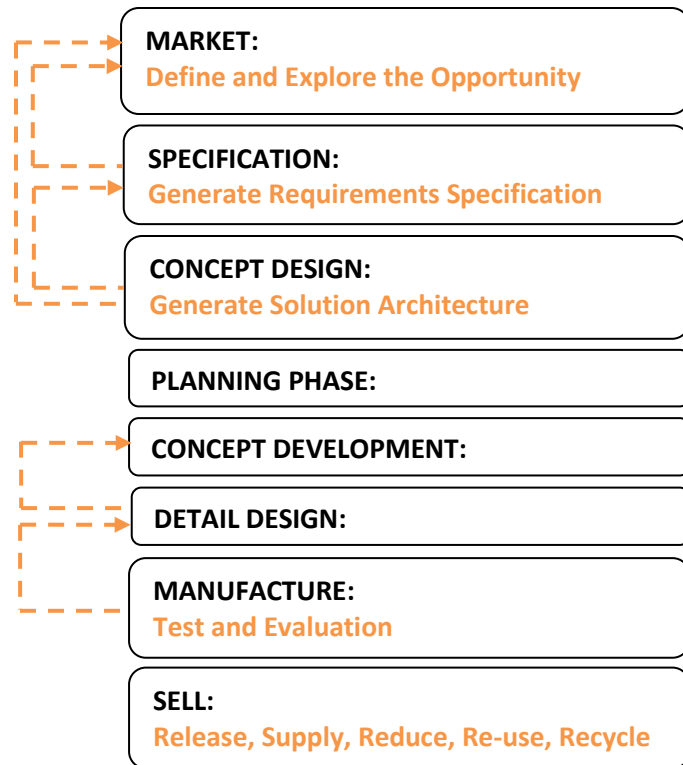 MARKET:
Define and Explore the Opportunity
SPECIFICATION:
Generate Requirements Specification
CONCEPT DESIGN:
Generate Solution Architecture
PLANNING PHASE:
CONCEPT DEVELOPMENT:
DETAIL DESIGN:
MANUFACTURE:
Test and Evaluation
SELL:
Release, Supply, Reduce, Re-use, Recycle